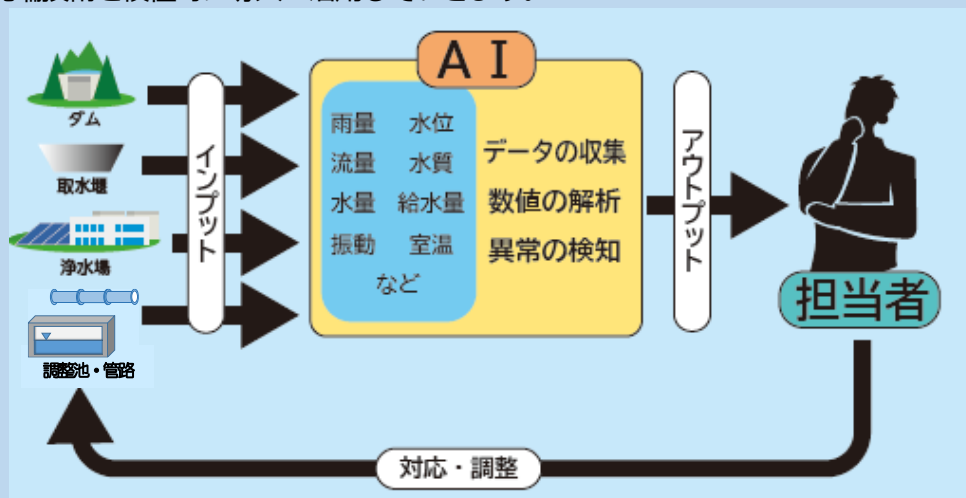 ダム
取水堰
浄水場
調整池・管路
インプット
ＡＩ
雨量 水位
流量 水質
水量 給水量
振動 室温
など
データの収集
数値の解析
異常の検知
アウトプット
担当者
対応・調整